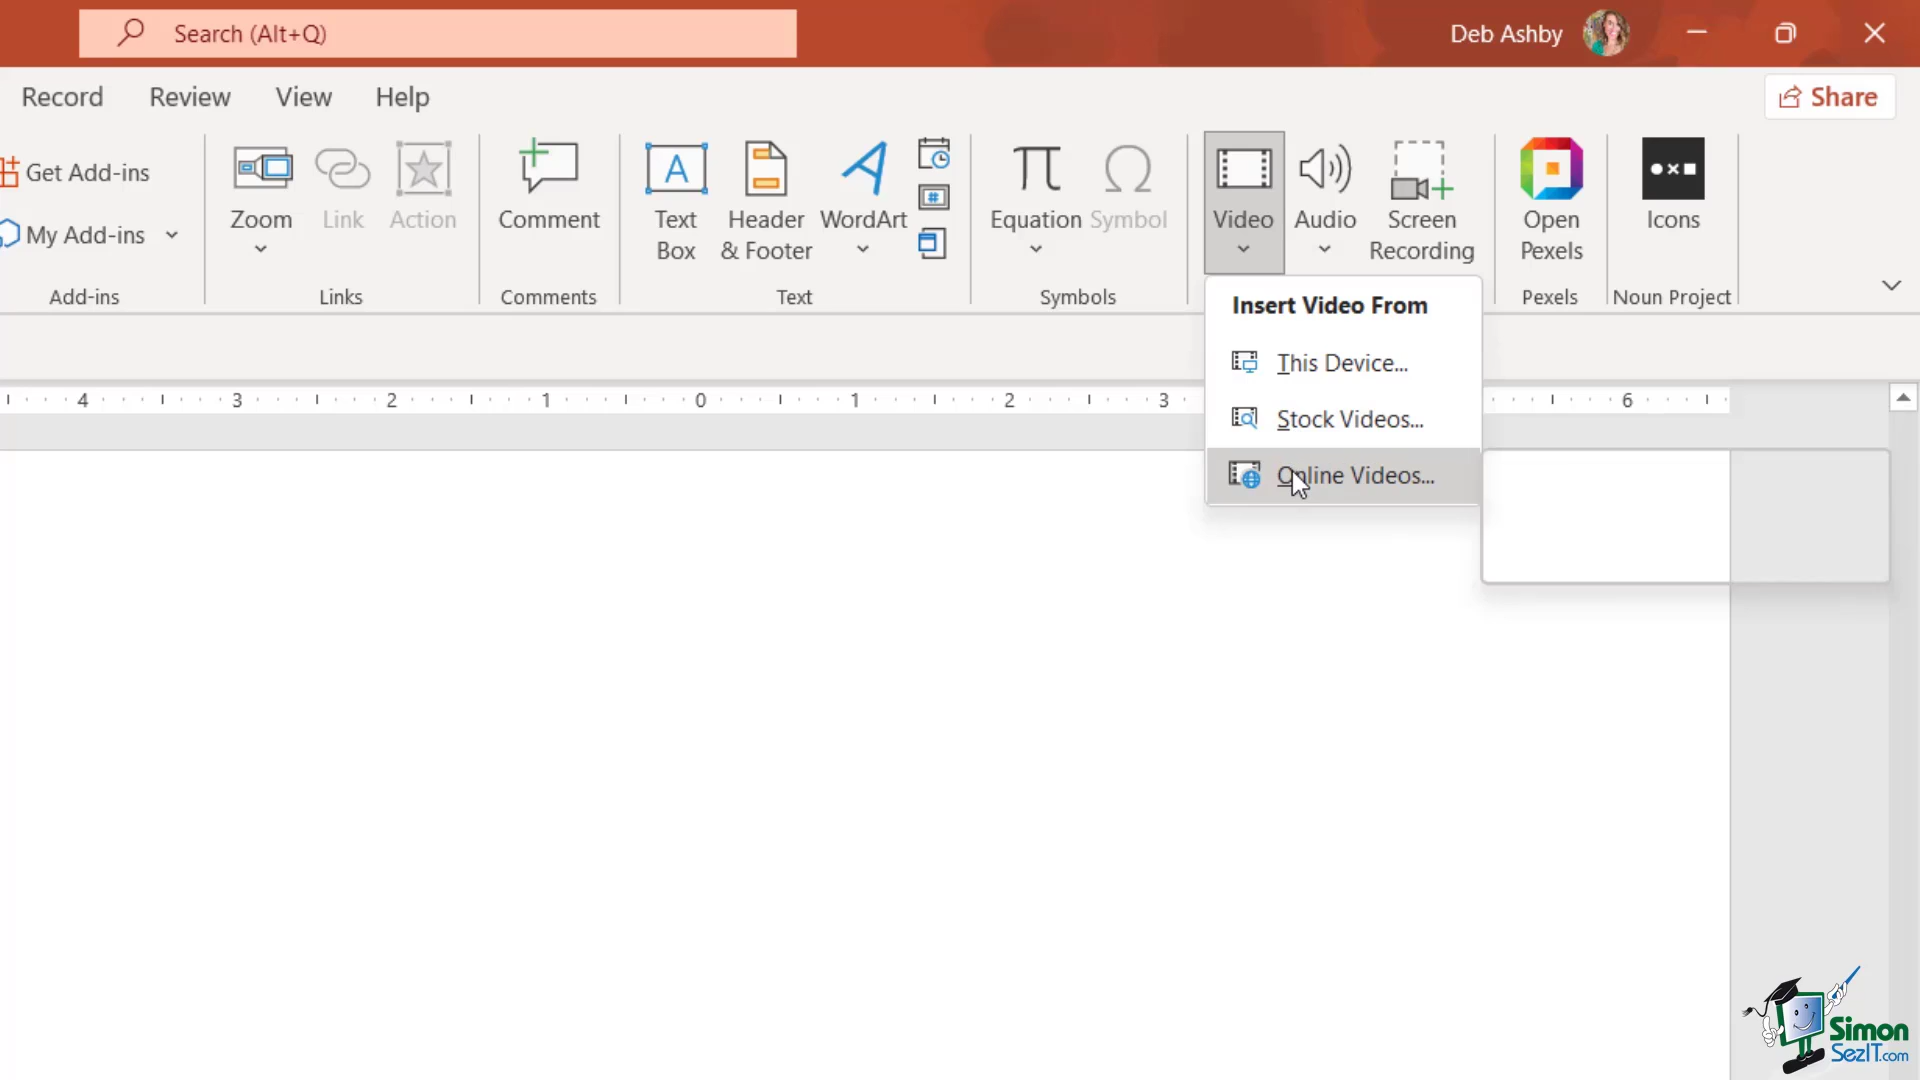 Search (Alt+Q)
Deb Ashby
Record Review View Help
Share
Get Add-ins
My Add-ins
Add-ins
Zoom
Link
Action
Links
Comment
Comments
Text
Box
Header
& Footer
WordArt
Text
Equation
Symbol
Symbols
Video
Audio
Screen
Recording
Open
Pexels
Pexels
Icons
Noun Project
Insert Video From
This Device...
Stock Videos...
Online Videos...
4 3 2 1 0 1 2 3 6
Simon
SezIT.com